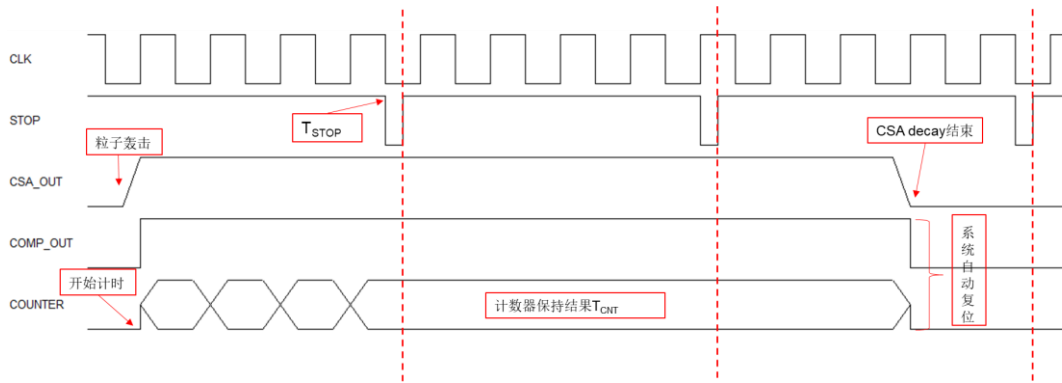 CLK
STOP
TSTOP
粒子轰击
CSA decay结束
CSA_OUT
COMP_OUT
系统自动复位
开始计时
COUNTER
计数器保持结果TCNT